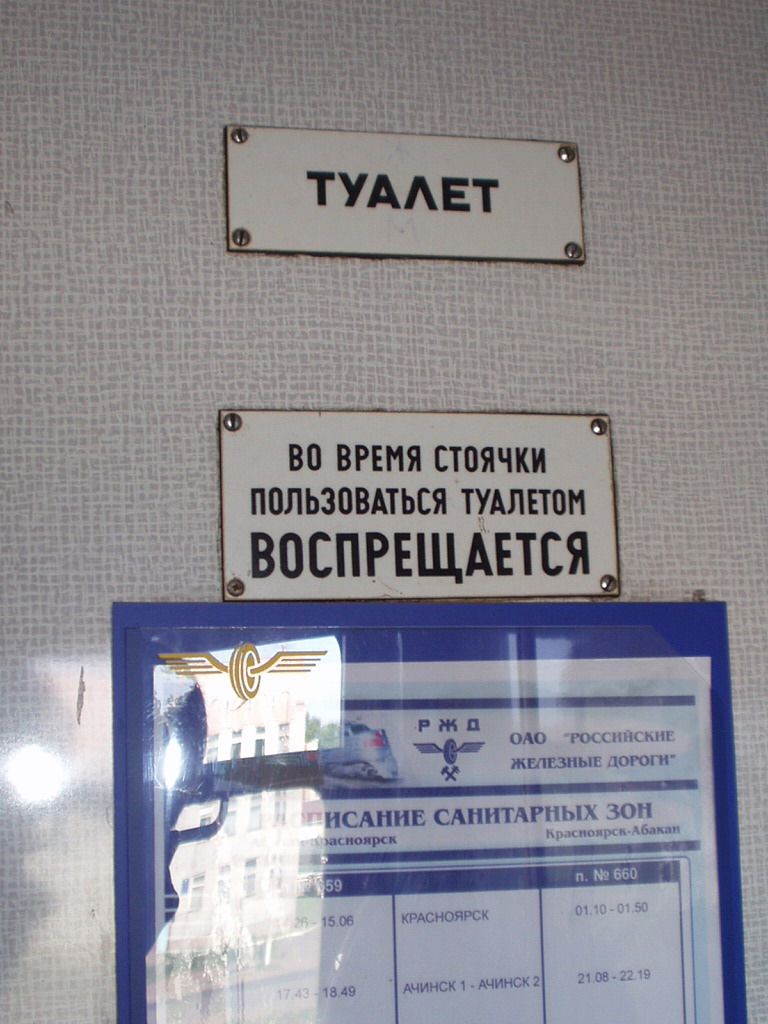 ТУАЛЕТ
ВО ВРЕМЯ СТОЯЧКИ
ПОЛЬЗОВАТЬСЯ ТУАЛЕТОМ
ВОСПРЕЩАЕТСЯ
РЖД
ОАО "РОССИЙСКИЕ
ЖЕЛЕЗНЫЕ ДОРОГИ"
САНИТАРНЫХ ЗОН
Красноярск-Абакан
п. № 660
15.06 КРАСНОЯРСК 01.10 - 01.50
17.43 - 18.49 АЧИНСК 1 - АЧИНСК 2 21.08 - 22.19